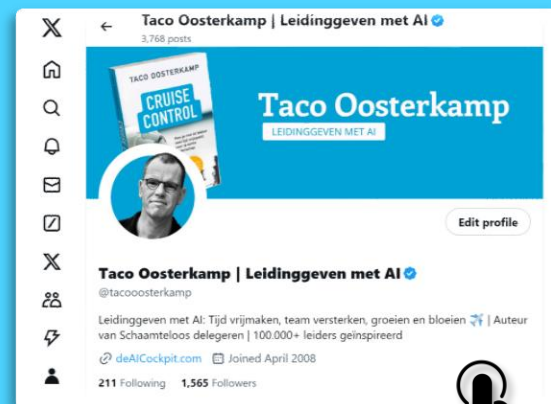 Taco Oosterkamp | Leidinggeven met AI
3,768 posts
TACO OOSTERKAMP
CRUISE
CONTROL
Taco Oosterkamp
LEIDINGGEVEN MET AI
Edit profile
Taco Oosterkamp | Leidinggeven met AI
@tacooosterkamp
Leidinggeven met AI: Tijd vrijmaken, team versterken, groeien en bloeien ✈️ | Auteur
van Schaamteloos delegeren | 100.000+ leiders geïnspireerd
deAICockpit.com Joined April 2008
211 Following 1,565 Followers